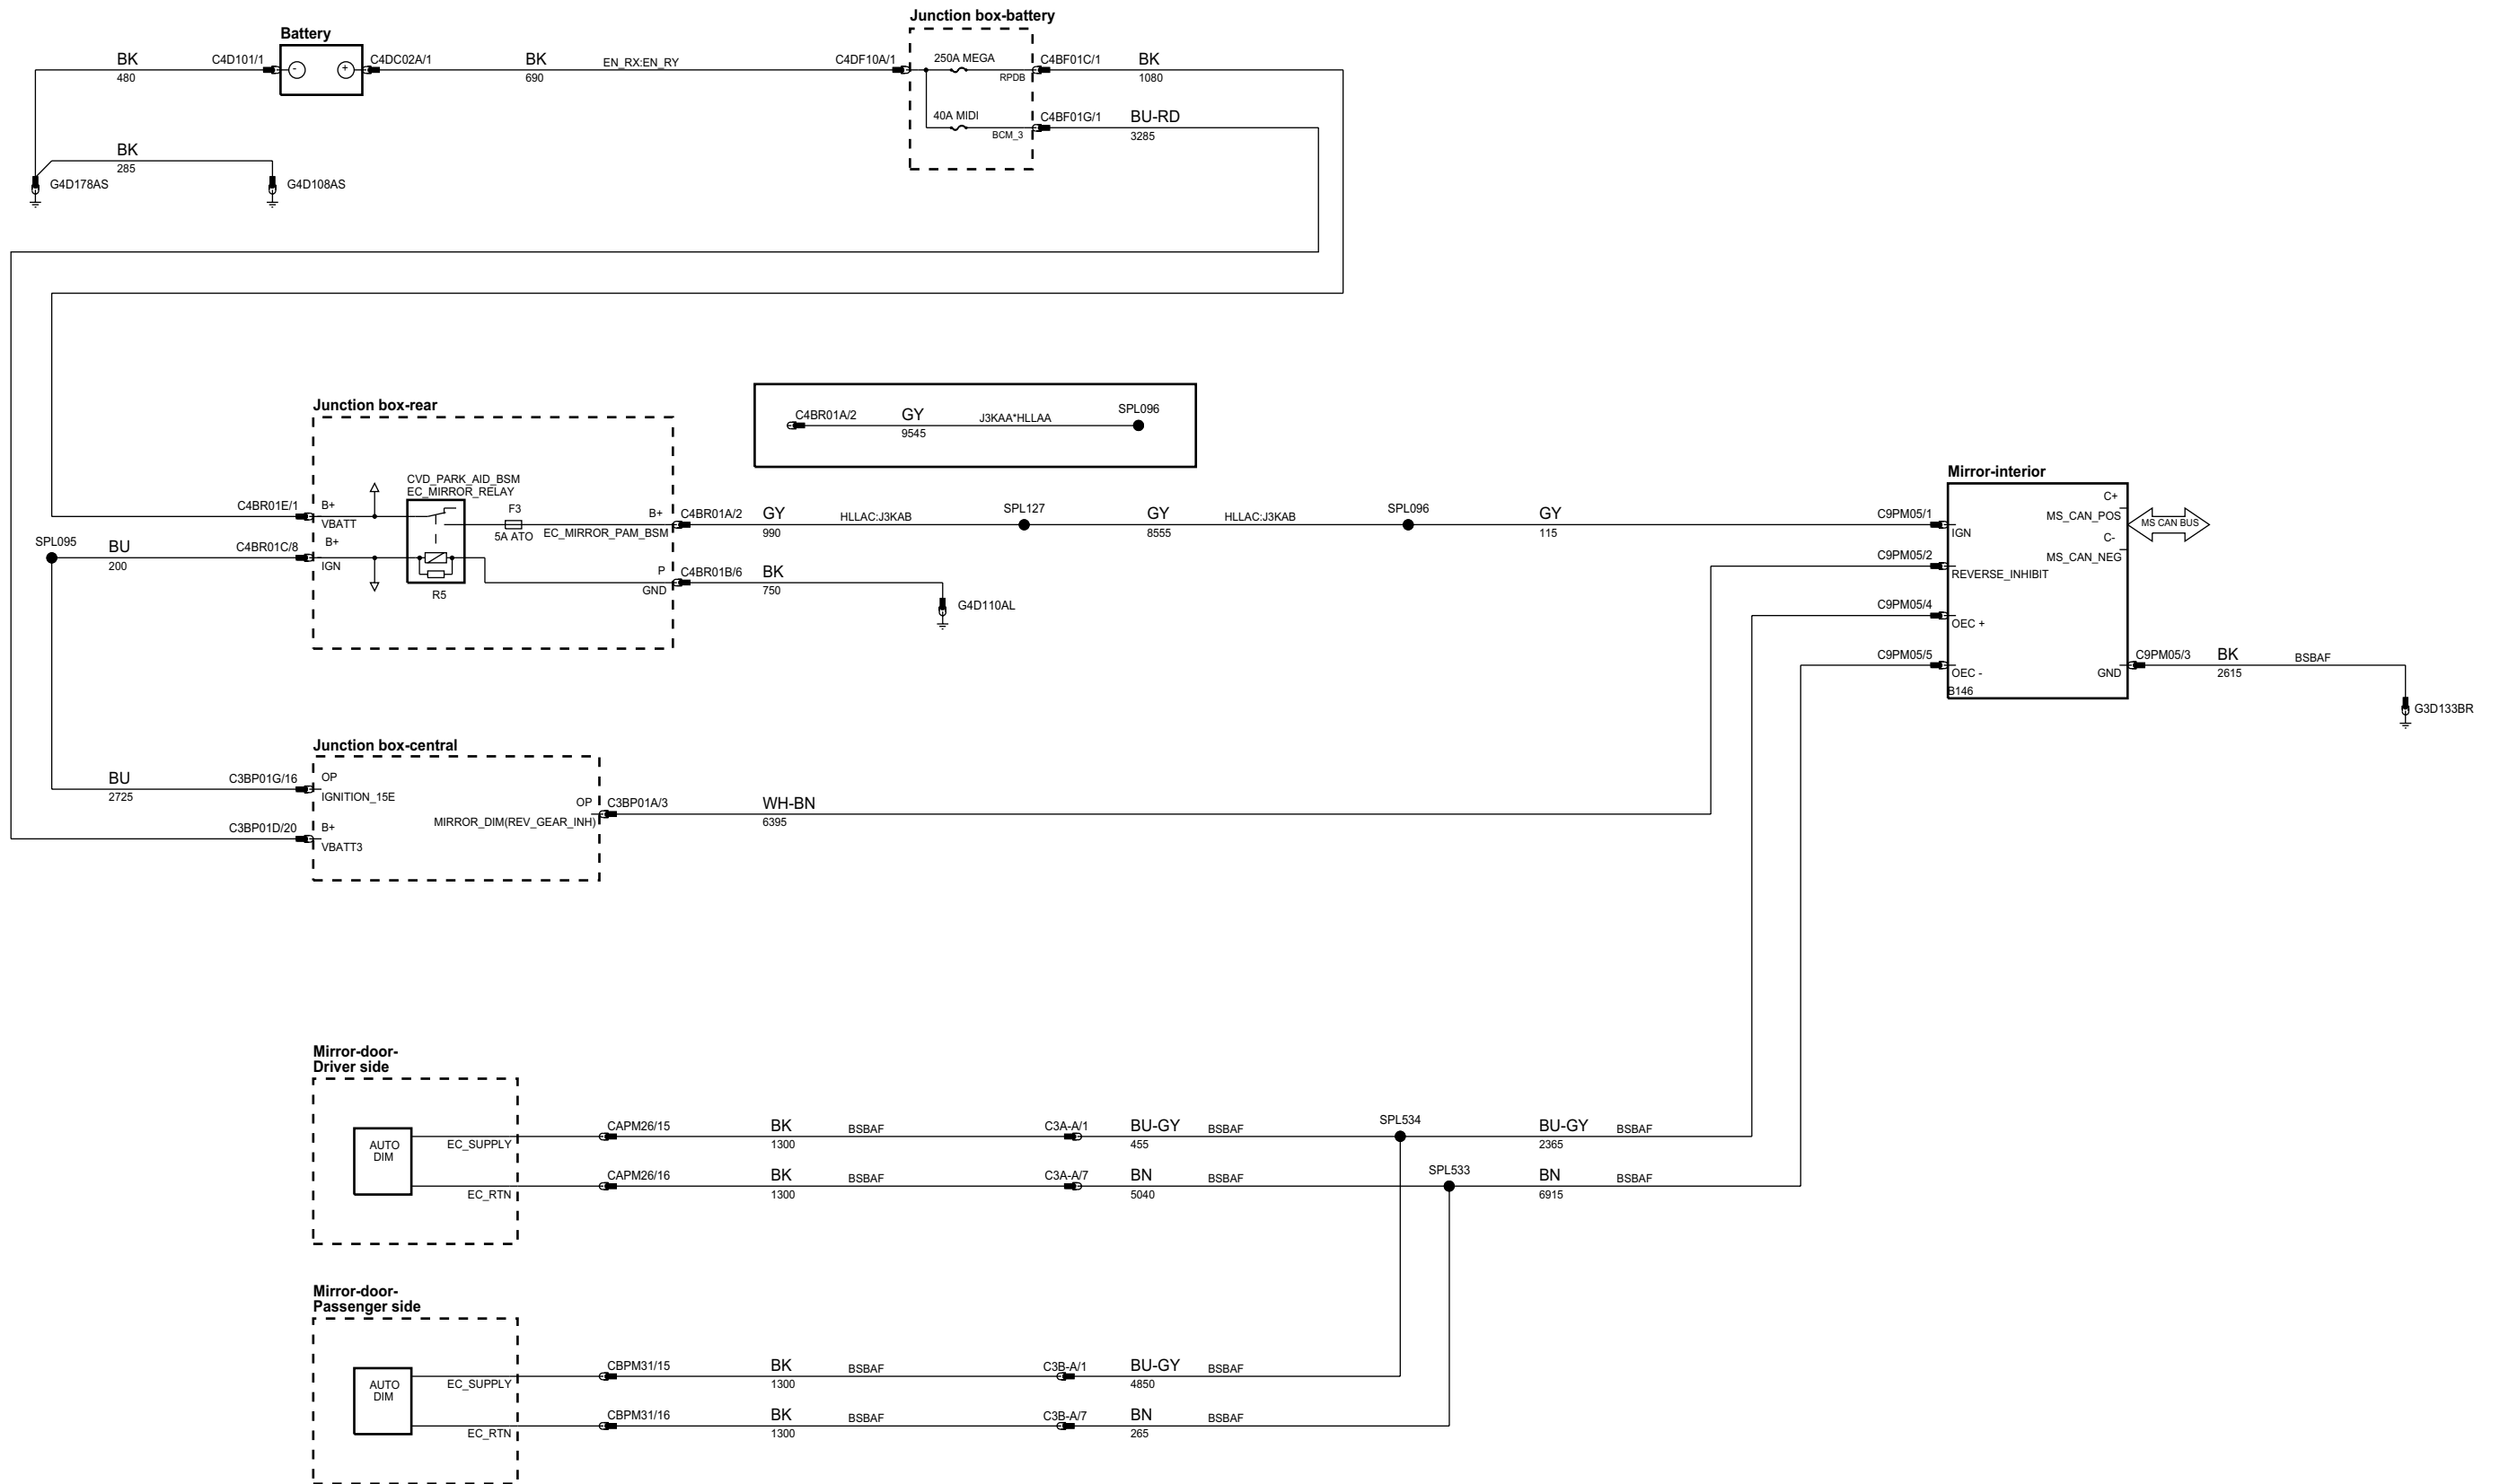 Junction box-battery
Battery
BK
480
C4D101/1
-
+
C4DC02A/1
BK
690
EN_RX:EN_RY
C4DF10A/1
250A MEGA
RPDB
C4BF01C/1
BK
1080
40A MIDI
BCM_3
C4BF01G/1
BU-RD
3285
BK
285
G4D178AS
G4D108AS
Junction box-rear
C4BR01A/2
GY
9545
J3KAA*HLLAA
SPL096
CVD_PARK_AID_BSM
EC_MIRROR_RELAY
C4BR01E/1
B+
VBATT
F3
5A ATO
B+
EC_MIRROR_PAM_BSM
C4BR01A/2
GY
990
HLLAC:J3KAB
SPL127
GY
8555
HLLAC:J3KAB
SPL096
GY
115
SPL095
BU
200
C4BR01C/8
B+
IGN
R5
P
GND
C4BR01B/6
BK
750
G4D110AL
Mirror-interior
C9PM05/1
IGN
C+
MS_CAN_POS
MS CAN BUS
C-
MS_CAN_NEG
C9PM05/2
REVERSE_INHIBIT
C9PM05/4
OEC +
C9PM05/5
OEC -
B146
GND
C9PM05/3
BK
2615
BSBAF
G3D133BR
Junction box-central
BU
2725
C3BP01G/16
OP
IGNITION_15E
OP
MIRROR_DIM(REV_GEAR_INH)
C3BP01A/3
WH-BN
6395
C3BP01D/20
B+
VBATT3
Mirror-door-
Driver side
AUTO
DIM
EC_SUPPLY
CAPM26/15
BK
1300
BSBAF
C3A-A/1
BU-GY
455
BSBAF
SPL534
BU-GY
2365
BSBAF
EC_RTN
CAPM26/16
BK
1300
BSBAF
C3A-A/7
BN
5040
BSBAF
SPL533
BN
6915
BSBAF
Mirror-door-
Passenger side
AUTO
DIM
EC_SUPPLY
CBPM31/15
BK
1300
BSBAF
C3B-A/1
BU-GY
4850
BSBAF
EC_RTN
CBPM31/16
BK
1300
BSBAF
C3B-A/7
BN
265
BSBAF